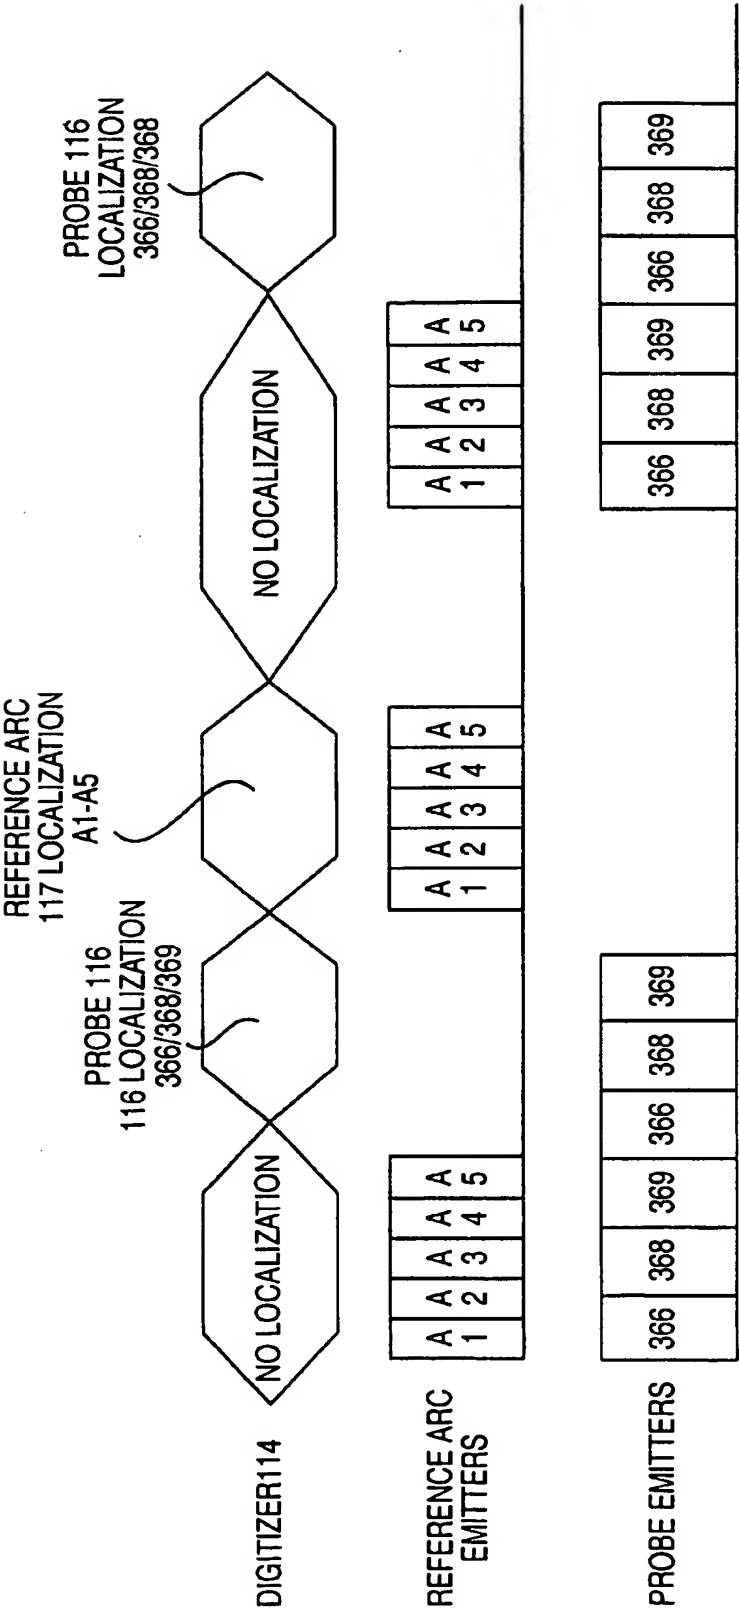 REFERENCE ARC
117 LOCALIZATION
A1-A5
PROBE 116
116 LOCALIZATION
366/368/369
PROBE 116
LOCALIZATION
366/368/368
DIGITIZER114
NO LOCALIZATION
NO LOCALIZATION
REFERENCE ARC
EMITTERS
A A A A A
1 2 3 4 5
A A A A A
1 2 3 4 5
A A A A A
1 2 3 4 5
PROBE EMITTERS
366 368 369 366 368 369
366 368 369 366 368 369